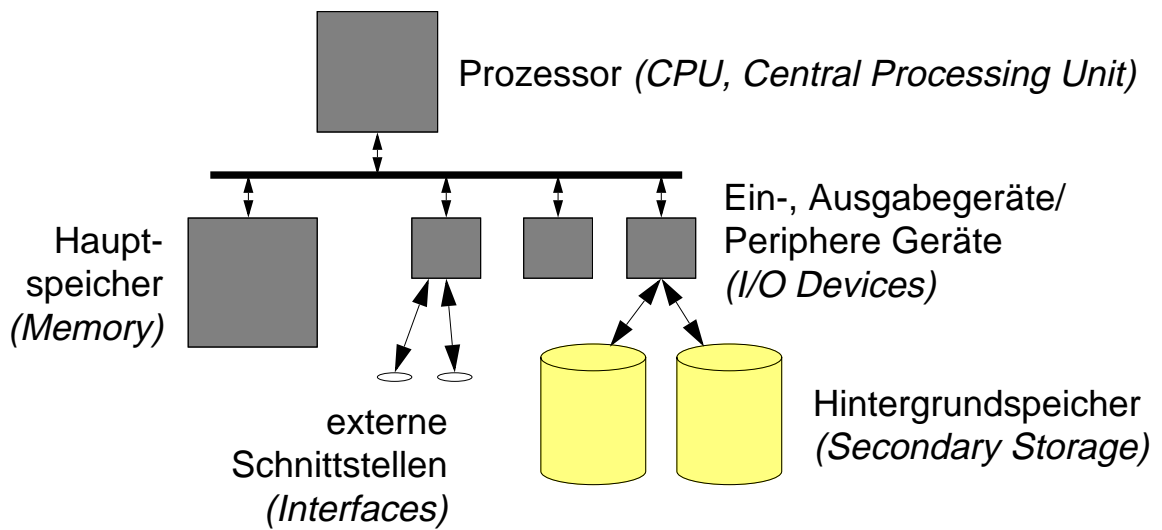 Prozessor (CPU, Central Processing Unit)
Haupt-
speicher
(Memory)
Ein-, Ausgabegeräte/
Periphere Geräte
(I/O Devices)
externe
Schnittstellen
(Interfaces)
Hintergrundspeicher
(Secondary Storage)